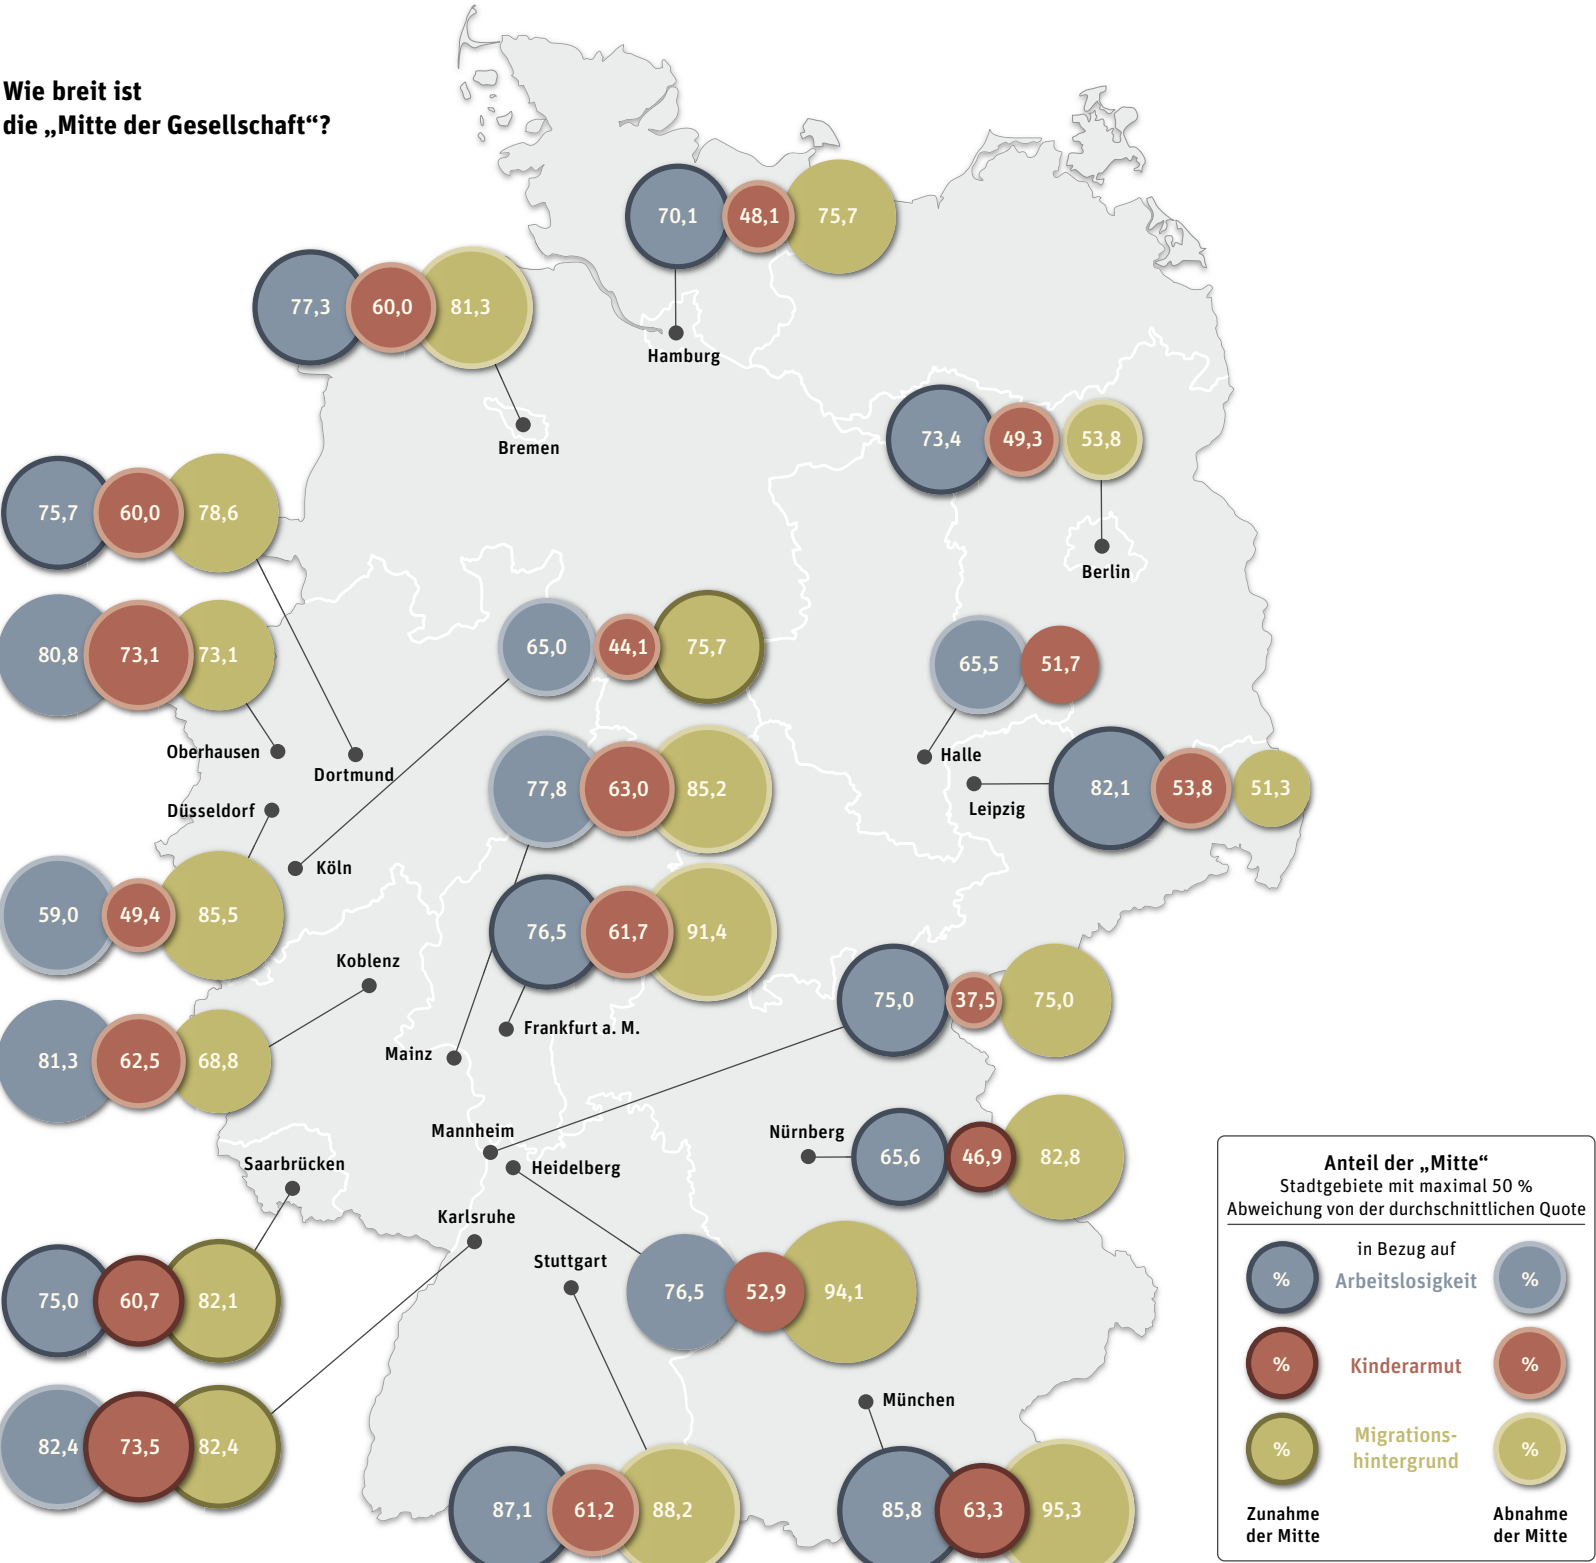 Wie breit ist
die „Mitte der Gesellschaft“?
70,1 48,1 75,7
Hamburg
77,3 60,0 81,3
Bremen
73,4 49,3 53,8
Berlin
75,7 60,0 78,6
Dortmund
80,8 73,1 73,1
Oberhausen
65,0 44,1 75,7
Köln
65,5 51,7
Halle
82,1 53,8 51,3
Leipzig
77,8 63,0 85,2
Mainz
Düsseldorf
59,0 49,4 85,5
76,5 61,7 91,4
Frankfurt a. M.
Koblenz
81,3 62,5 68,8
75,0 37,5 75,0
Mannheim
Nürnberg
65,6 46,9 82,8
Heidelberg
76,5 52,9 94,1
Saarbrücken
75,0 60,7 82,1
Karlsruhe
82,4 73,5 82,4
Stuttgart
87,1 61,2 88,2
München
85,8 63,3 95,3
Anteil der „Mitte“
Stadtgebiete mit maximal 50 %
Abweichung von der durchschnittlichen Quote
in Bezug auf
% Arbeitslosigkeit %
% Kinderarmut %
% Migrations-
hintergrund %
Zunahme
der Mitte
Abnahme
der Mitte